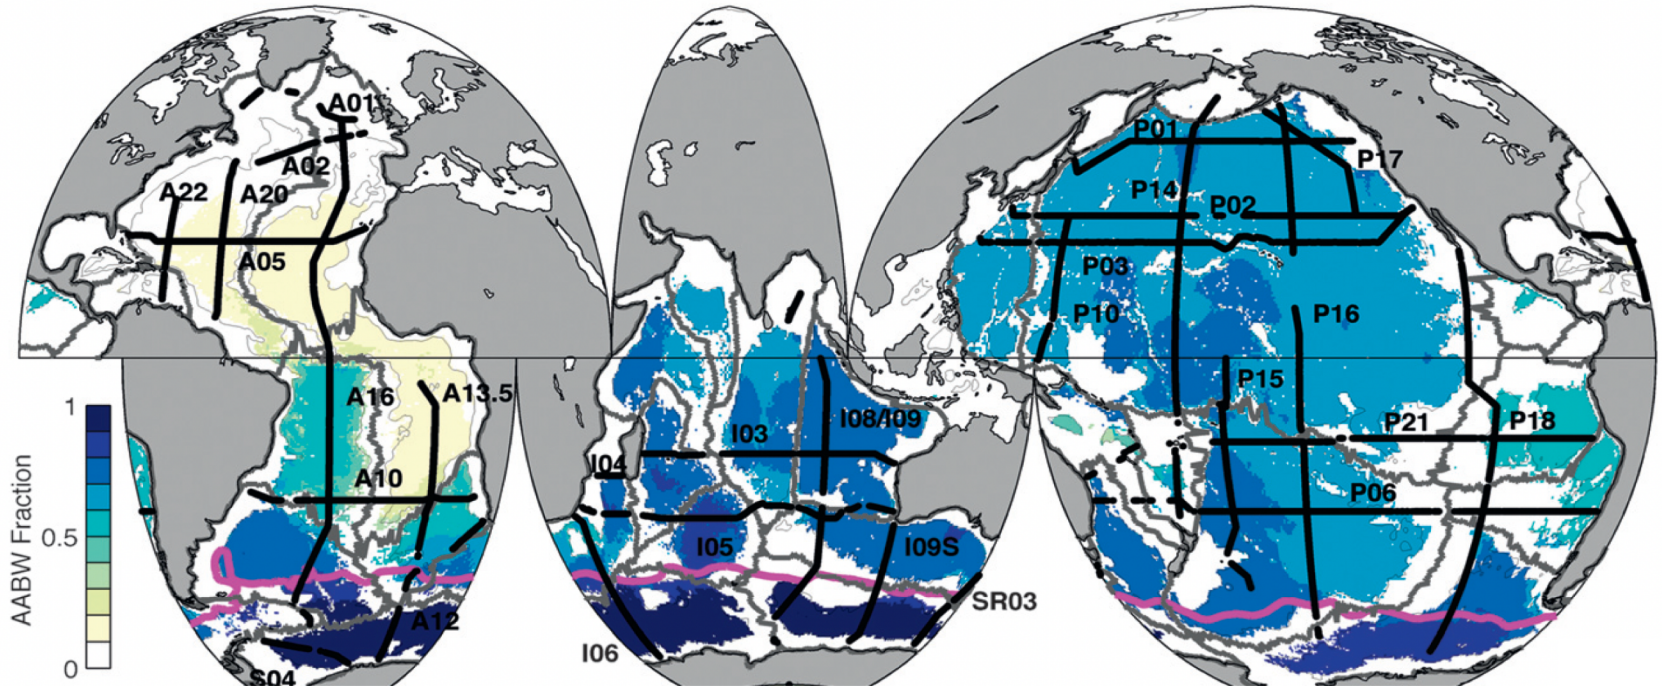 A01
A02
A22
A20
A05
A16
A13.5
A10
A12
S04
1
0.5
0
AABW Fraction
I03
I08/I09
I04
I05
I09S
I06
SR03
P01
P17
P14
P02
P03
P10
P16
P15
P21
P18
P06